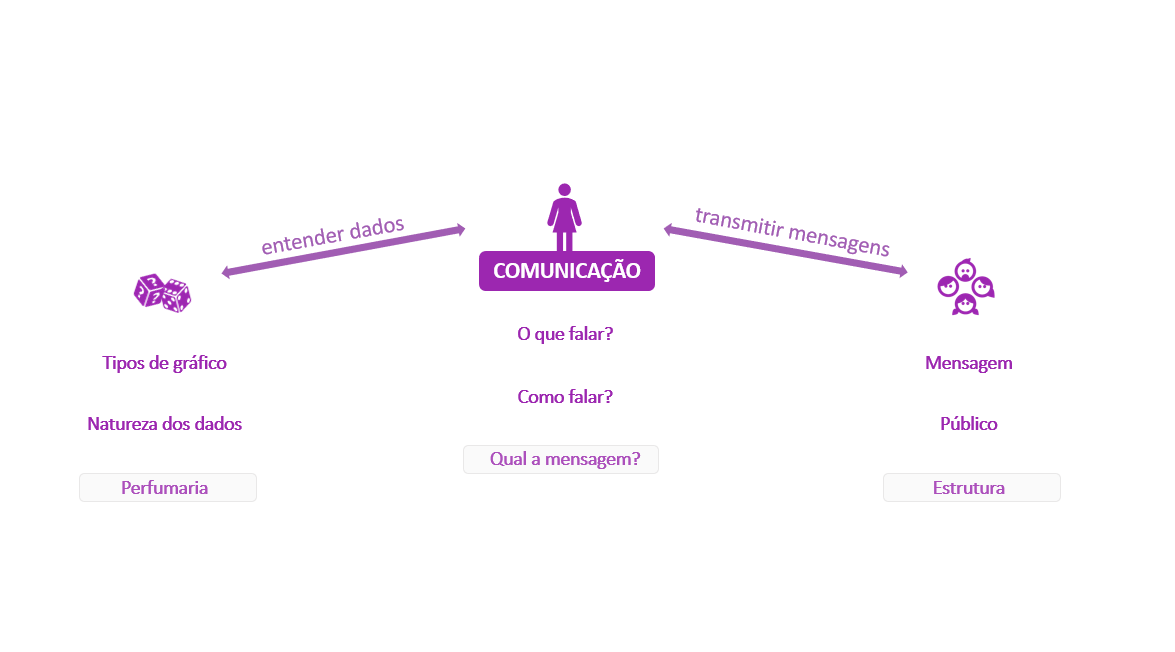 entender dados
transmitir mensagens
COMUNICAÇÃO
O que falar?
Como falar?
Qual a mensagem?
Tipos de gráfico
Natureza dos dados
Perfumaria
Mensagem
Público
Estrutura